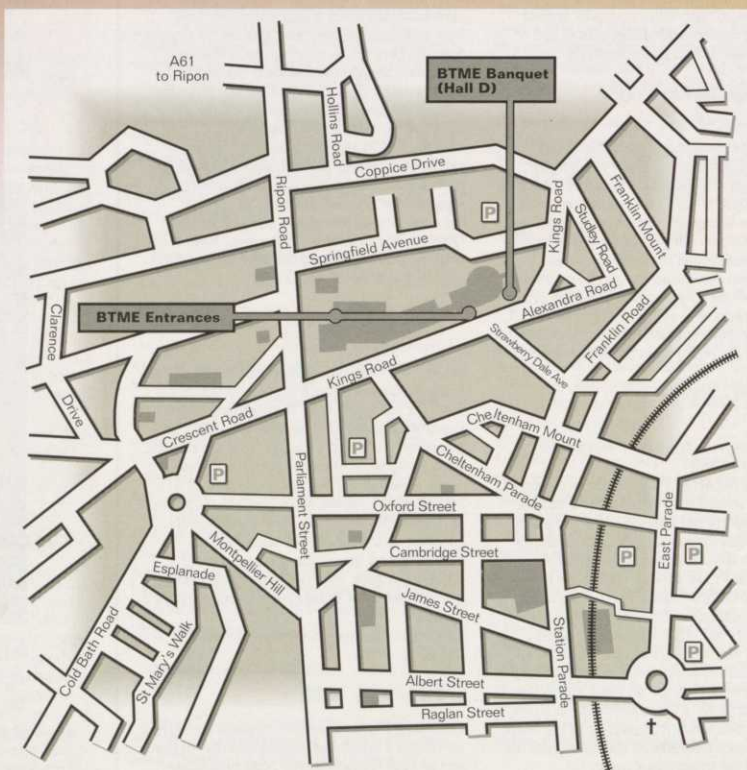 A61
to Ripon
BTME Banquet
(Hall D)
Hollins Road
Coppice Drive
Ripon Road
Kings Road
Studley Road
Franklin Mount
P
Springfield Avenue
Alexandra Road
BTME Entrances
Clarence
Drive
Strawberry Dale Ave
Franklin Road
Kings Road
Crescent Road
P
P
Cheltenham Mount
Cheltenham Parade
Parliament Street
Oxford Street
East Parade
Montpellier Hill
Cambridge Street
P
P
Esplanade
James Street
Station Parade
Cold Bath Road
St Mary's Walk
P
Albert Street
Raglan Street